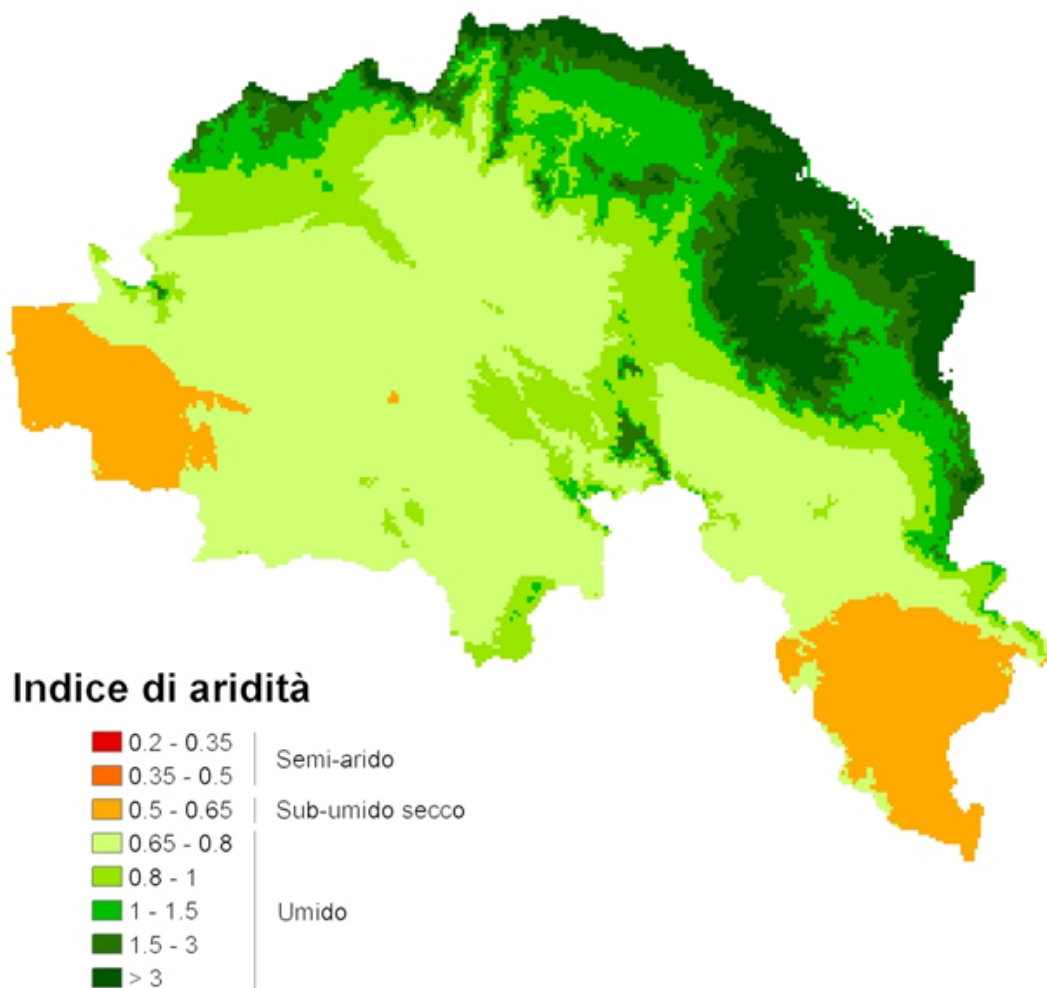 Indice di aridità
0.2 - 0.35
Semi-arido
0.35 - 0.5
0.5 - 0.65 Sub-umido secco
0.65 - 0.8
0.8 - 1
1 - 1.5 Umido
1.5 - 3
> 3